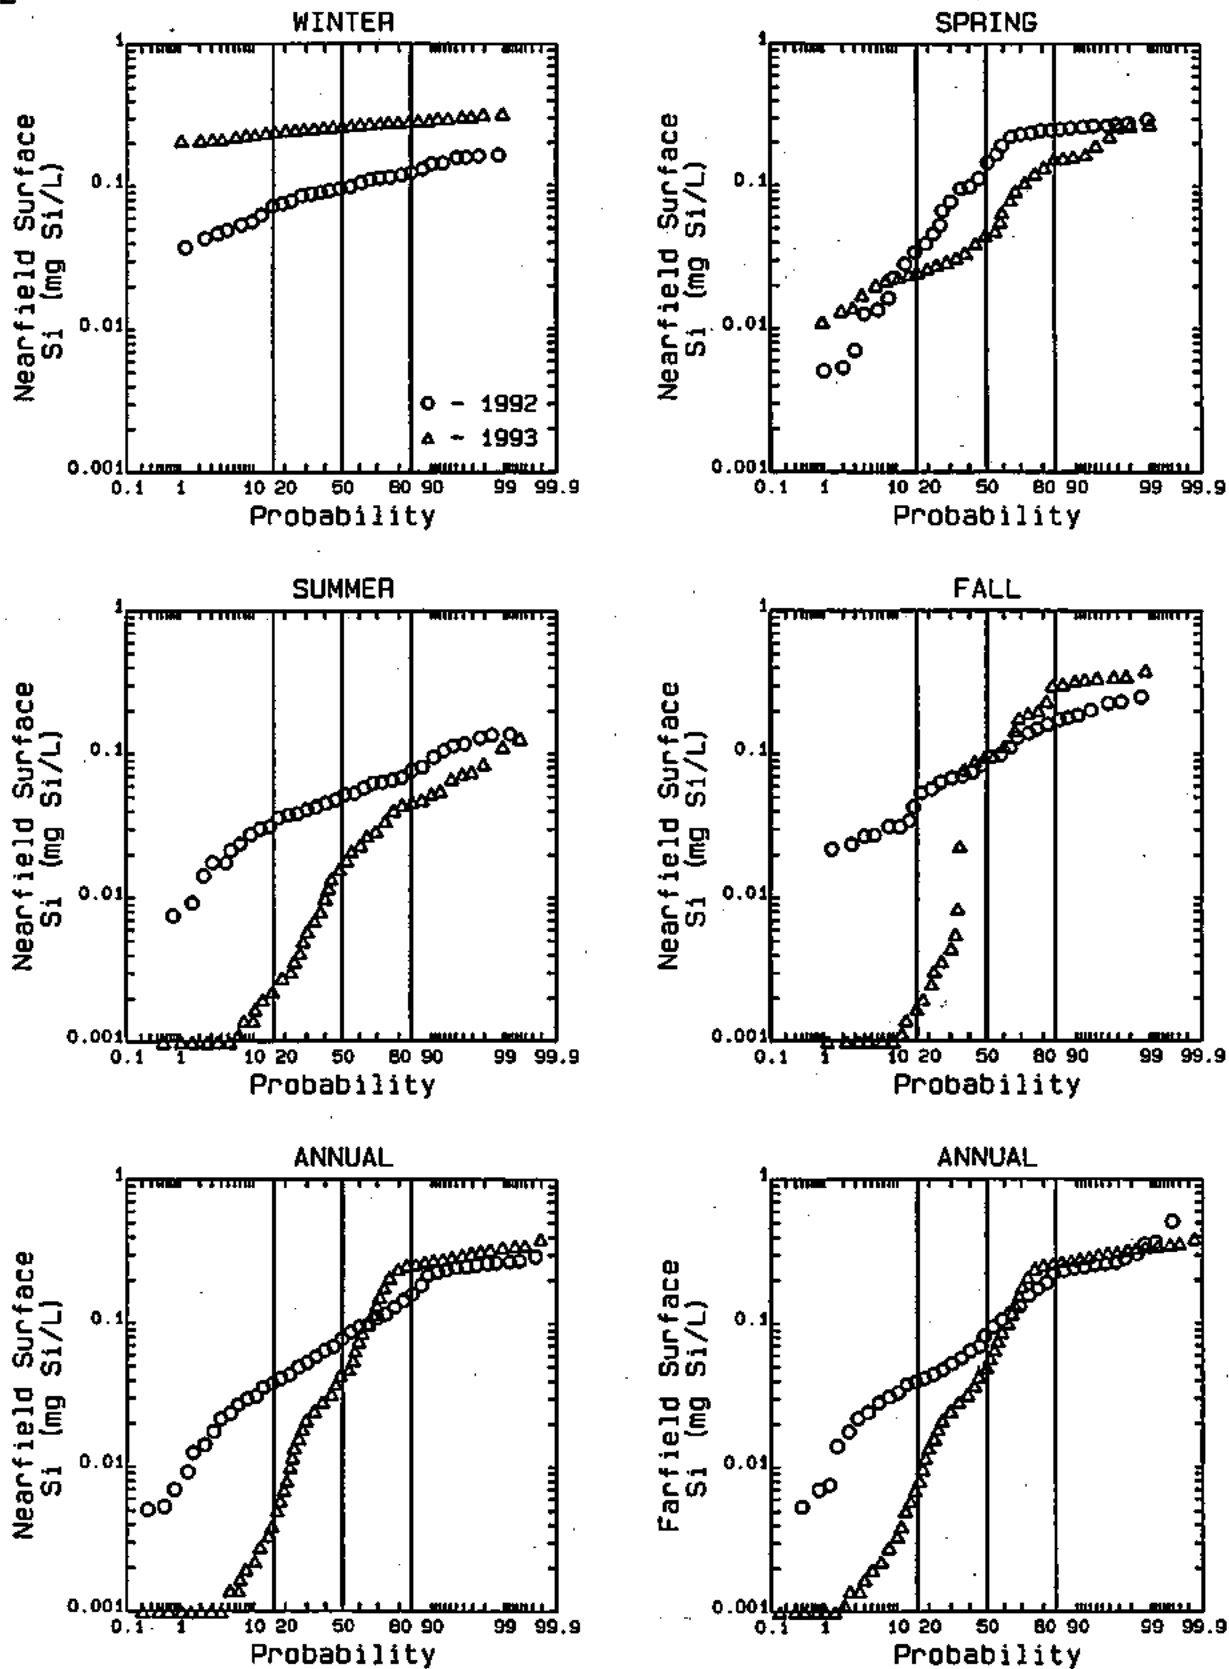 WINTER
1
0.1
0.01
0.001
Nearfield Surface
Si (mg Si/L)
O - 1992
△ - 1993
0.1 1 10 20 50 80 90 99 99.9
Probability
SPRING
1
0.1
0.01
0.001
Nearfield Surface
Si (mg Si/L)
0.1 1 10 20 50 80 90 99 99.9
Probability
SUMMER
1
0.1
0.01
0.001
Nearfield Surface
Si (mg Si/L)
0.1 1 10 20 50 80 90 99 99.9
Probability
FALL
1
0.1
0.01
0.001
Nearfield Surface
Si (mg Si/L)
0.1 1 10 20 50 80 90 99 99.9
Probability
ANNUAL
1
0.1
0.01
0.001
Nearfield Surface
Si (mg Si/L)
0.1 1 10 20 50 80 90 99 99.9
Probability
ANNUAL
1
0.1
0.01
0.001
Farfield Surface
Si (mg Si/L)
0.1 1 10 20 50 80 90 99 99.9
Probability